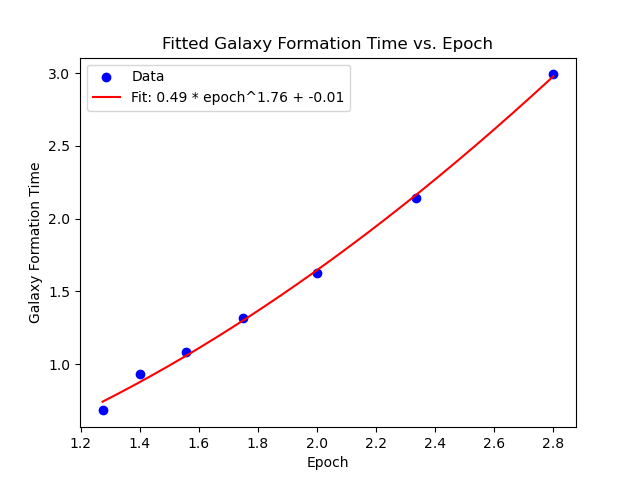 Fitted Galaxy Formation Time vs. Epoch
Data
Fit: 0.49 * epoch^1.76 + -0.01
3.0
2.5
2.0
1.5
1.0
Galaxy Formation Time
1.2 1.4 1.6 1.8 2.0 2.2 2.4 2.6 2.8
Epoch